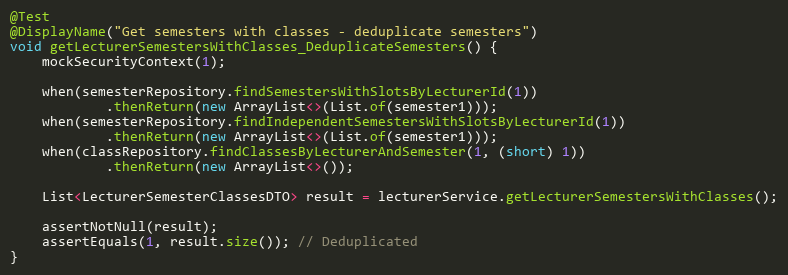 @Test
@DisplayName("Get semesters with classes - deduplicate semesters")
void getLecturerSemestersWithClasses_DeduplicateSemesters() {
    mockSecurityContext(1);

    when(semesterRepository.findSemestersWithSlotsByLecturerId(1))
            .thenReturn(new ArrayList<>(List.of(semester1)));
    when(semesterRepository.findIndependentSemestersWithSlotsByLecturerId(1))
            .thenReturn(new ArrayList<>(List.of(semester1)));
    when(classRepository.findClassesByLecturerAndSemester(1, (short) 1))
            .thenReturn(new ArrayList<>());

    List<LecturerSemesterClassesDTO> result = lecturerService.getLecturerSemestersWithClasses();

    assertNotNull(result);
    assertEquals(1, result.size()); // Deduplicated
}